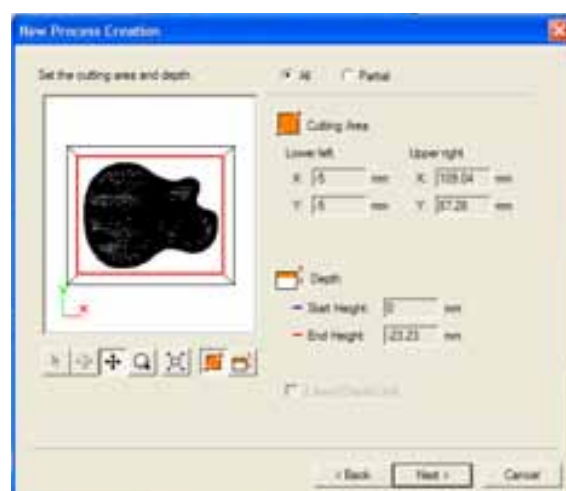 New Process Creation
Set the cutting area and depth.
All Partial
Cutting Area
Lower left Upper right
X: -5 mm X: 109.04 mm
Y: -5 mm Y: 87.28 mm
Depth
Start Height: 0 mm
End Height: -23.23 mm
Y
X
< Back Next > Cancel